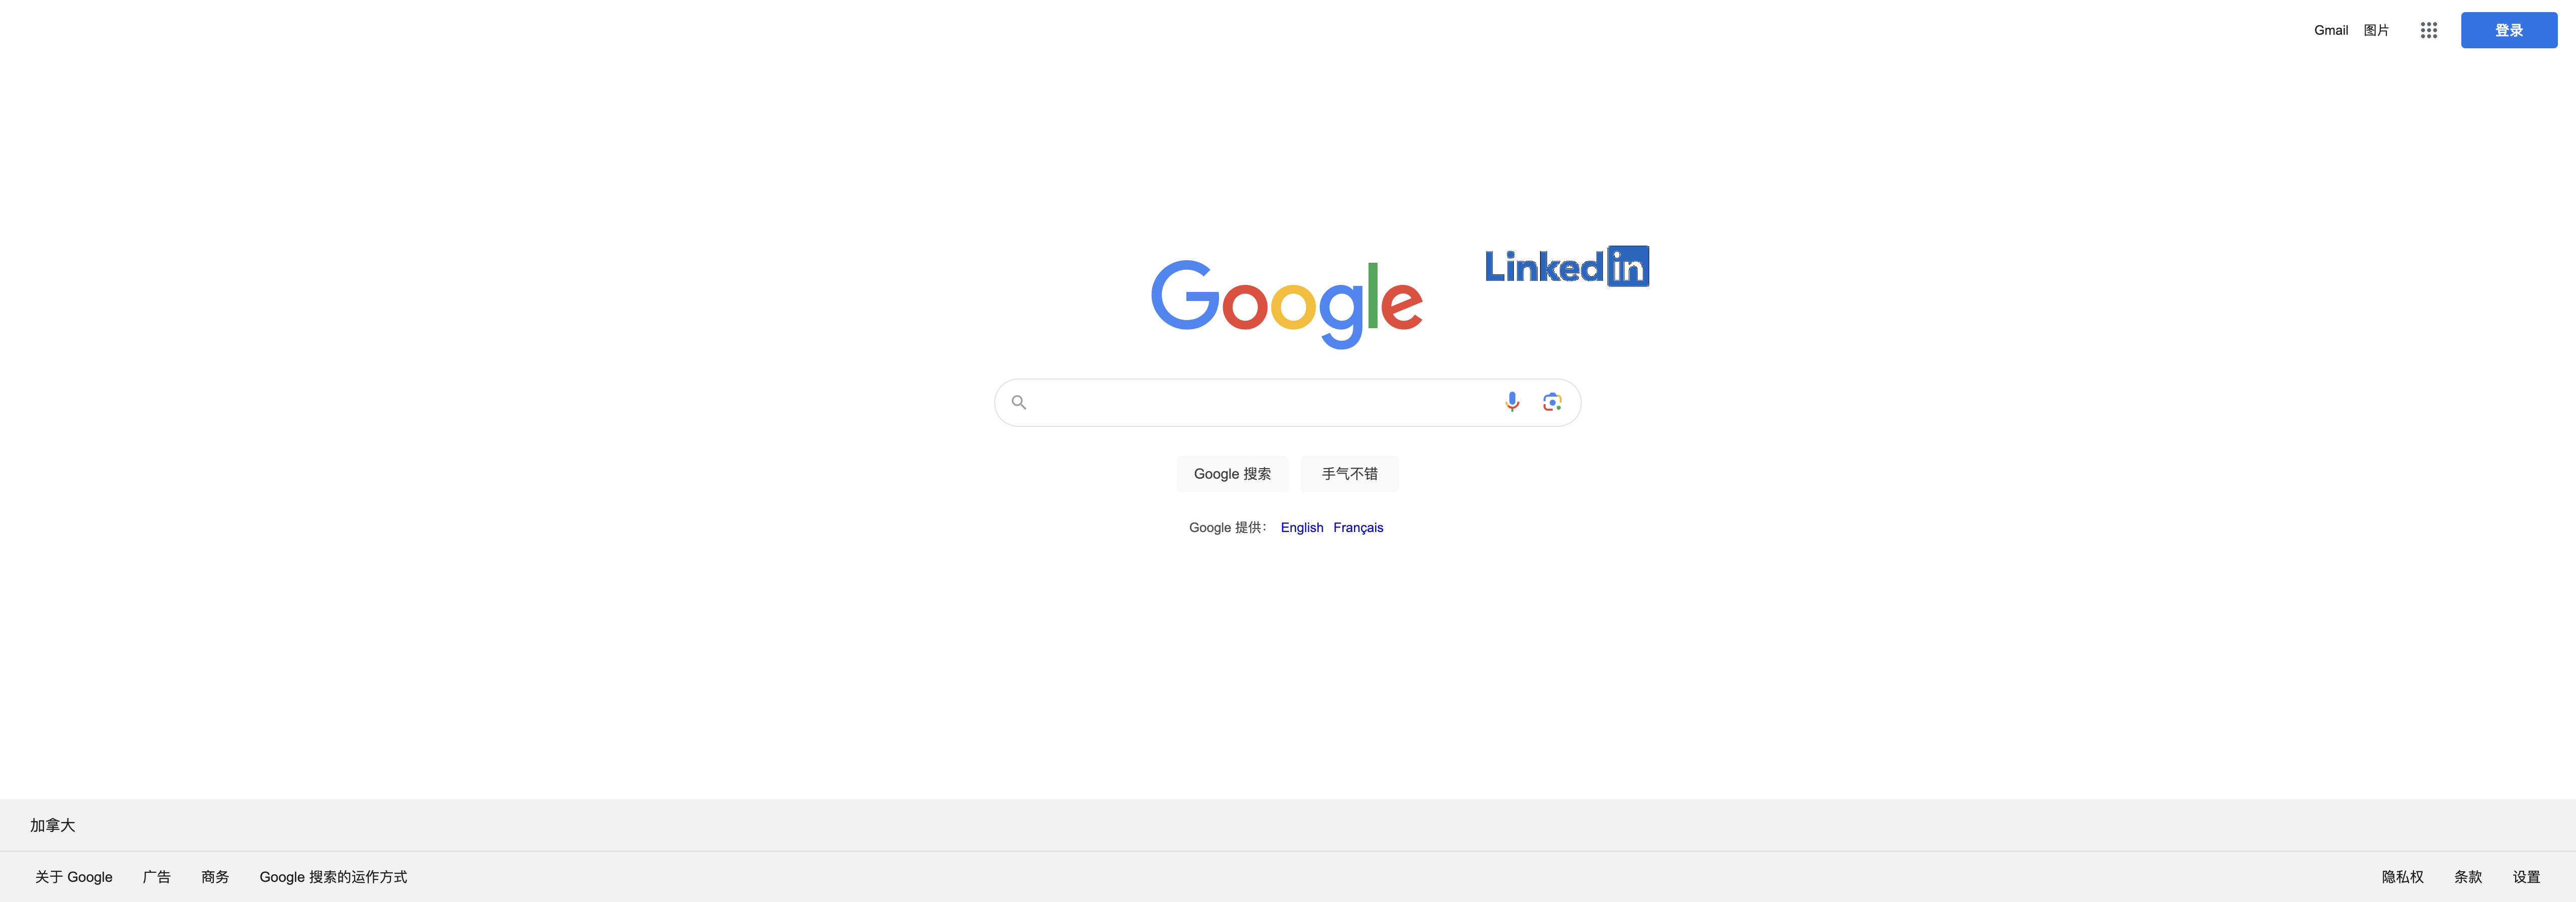 Gmail 图片 登录
Google
Linkedin
Google 搜索 手气不错
Google 提供： English Français
加拿大
关于 Google 广告 商务 Google 搜索的运作方式 隐私权 条款 设置